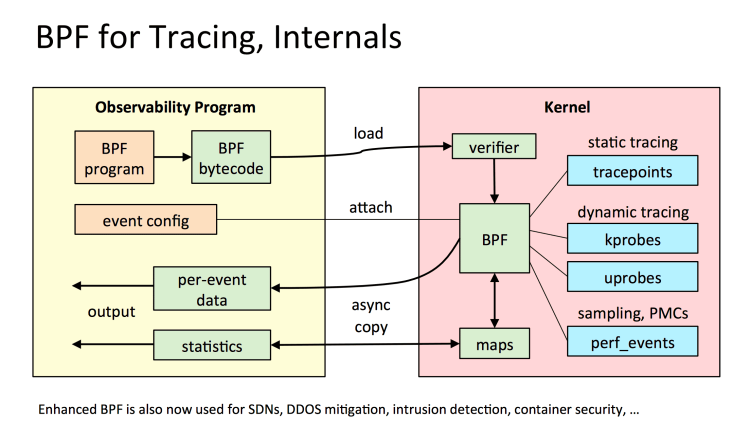 BPF for Tracing, Internals
Observability Program
BPF
program
BPF
bytecode
event config
per-event
data
output
statistics
load
attach
async
copy
Kernel
verifier
BPF
maps
static tracing
tracepoints
dynamic tracing
kprobes
uprobes
sampling, PMCs
perf_events
Enhanced BPF is also now used for SDNs, DDOS mitigation, intrusion detection, container security, …